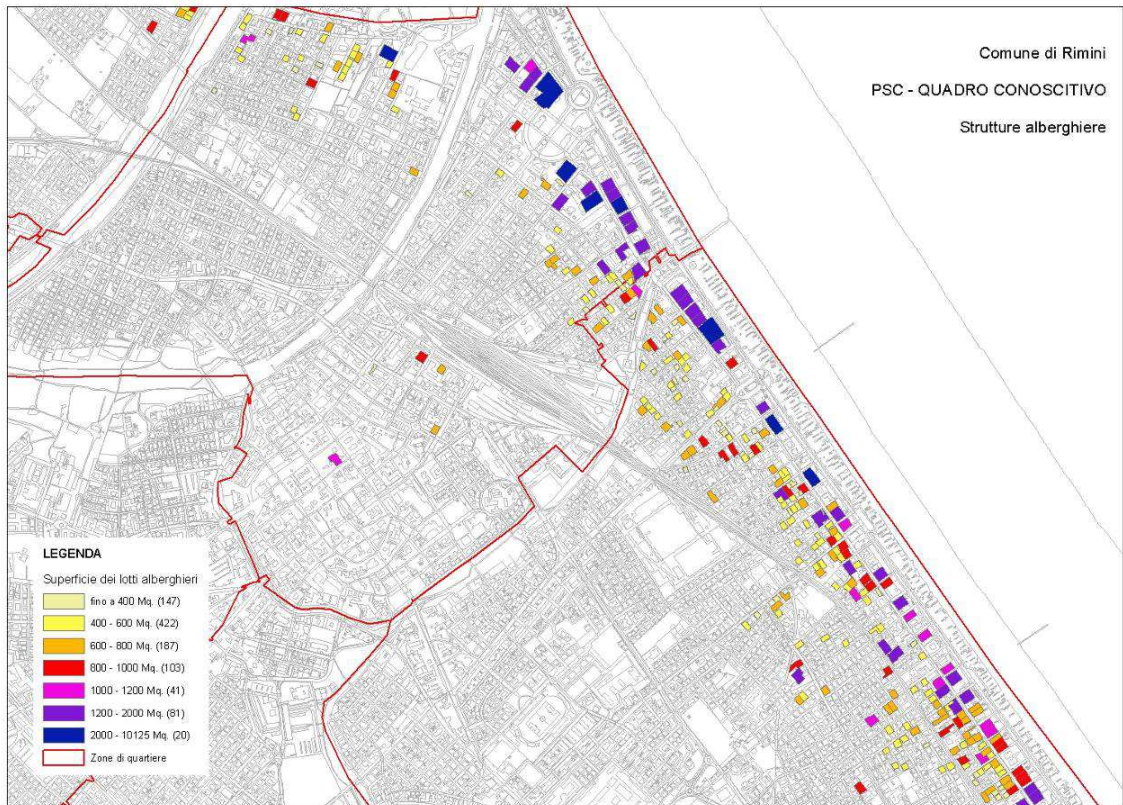 Comune di Rimini
PSC - QUADRO CONOSCITIVO
Strutture alberghiere
LEGENDA
Superficie dei lotti alberghieri
fino a 400 Mq. (147)
400 - 600 Mq. (422)
600 - 800 Mq. (187)
800 - 1000 Mq. (103)
1000 - 1200 Mq. (41)
1200 - 2000 Mq. (81)
2000 - 10125 Mq. (20)
Zone di quartiere